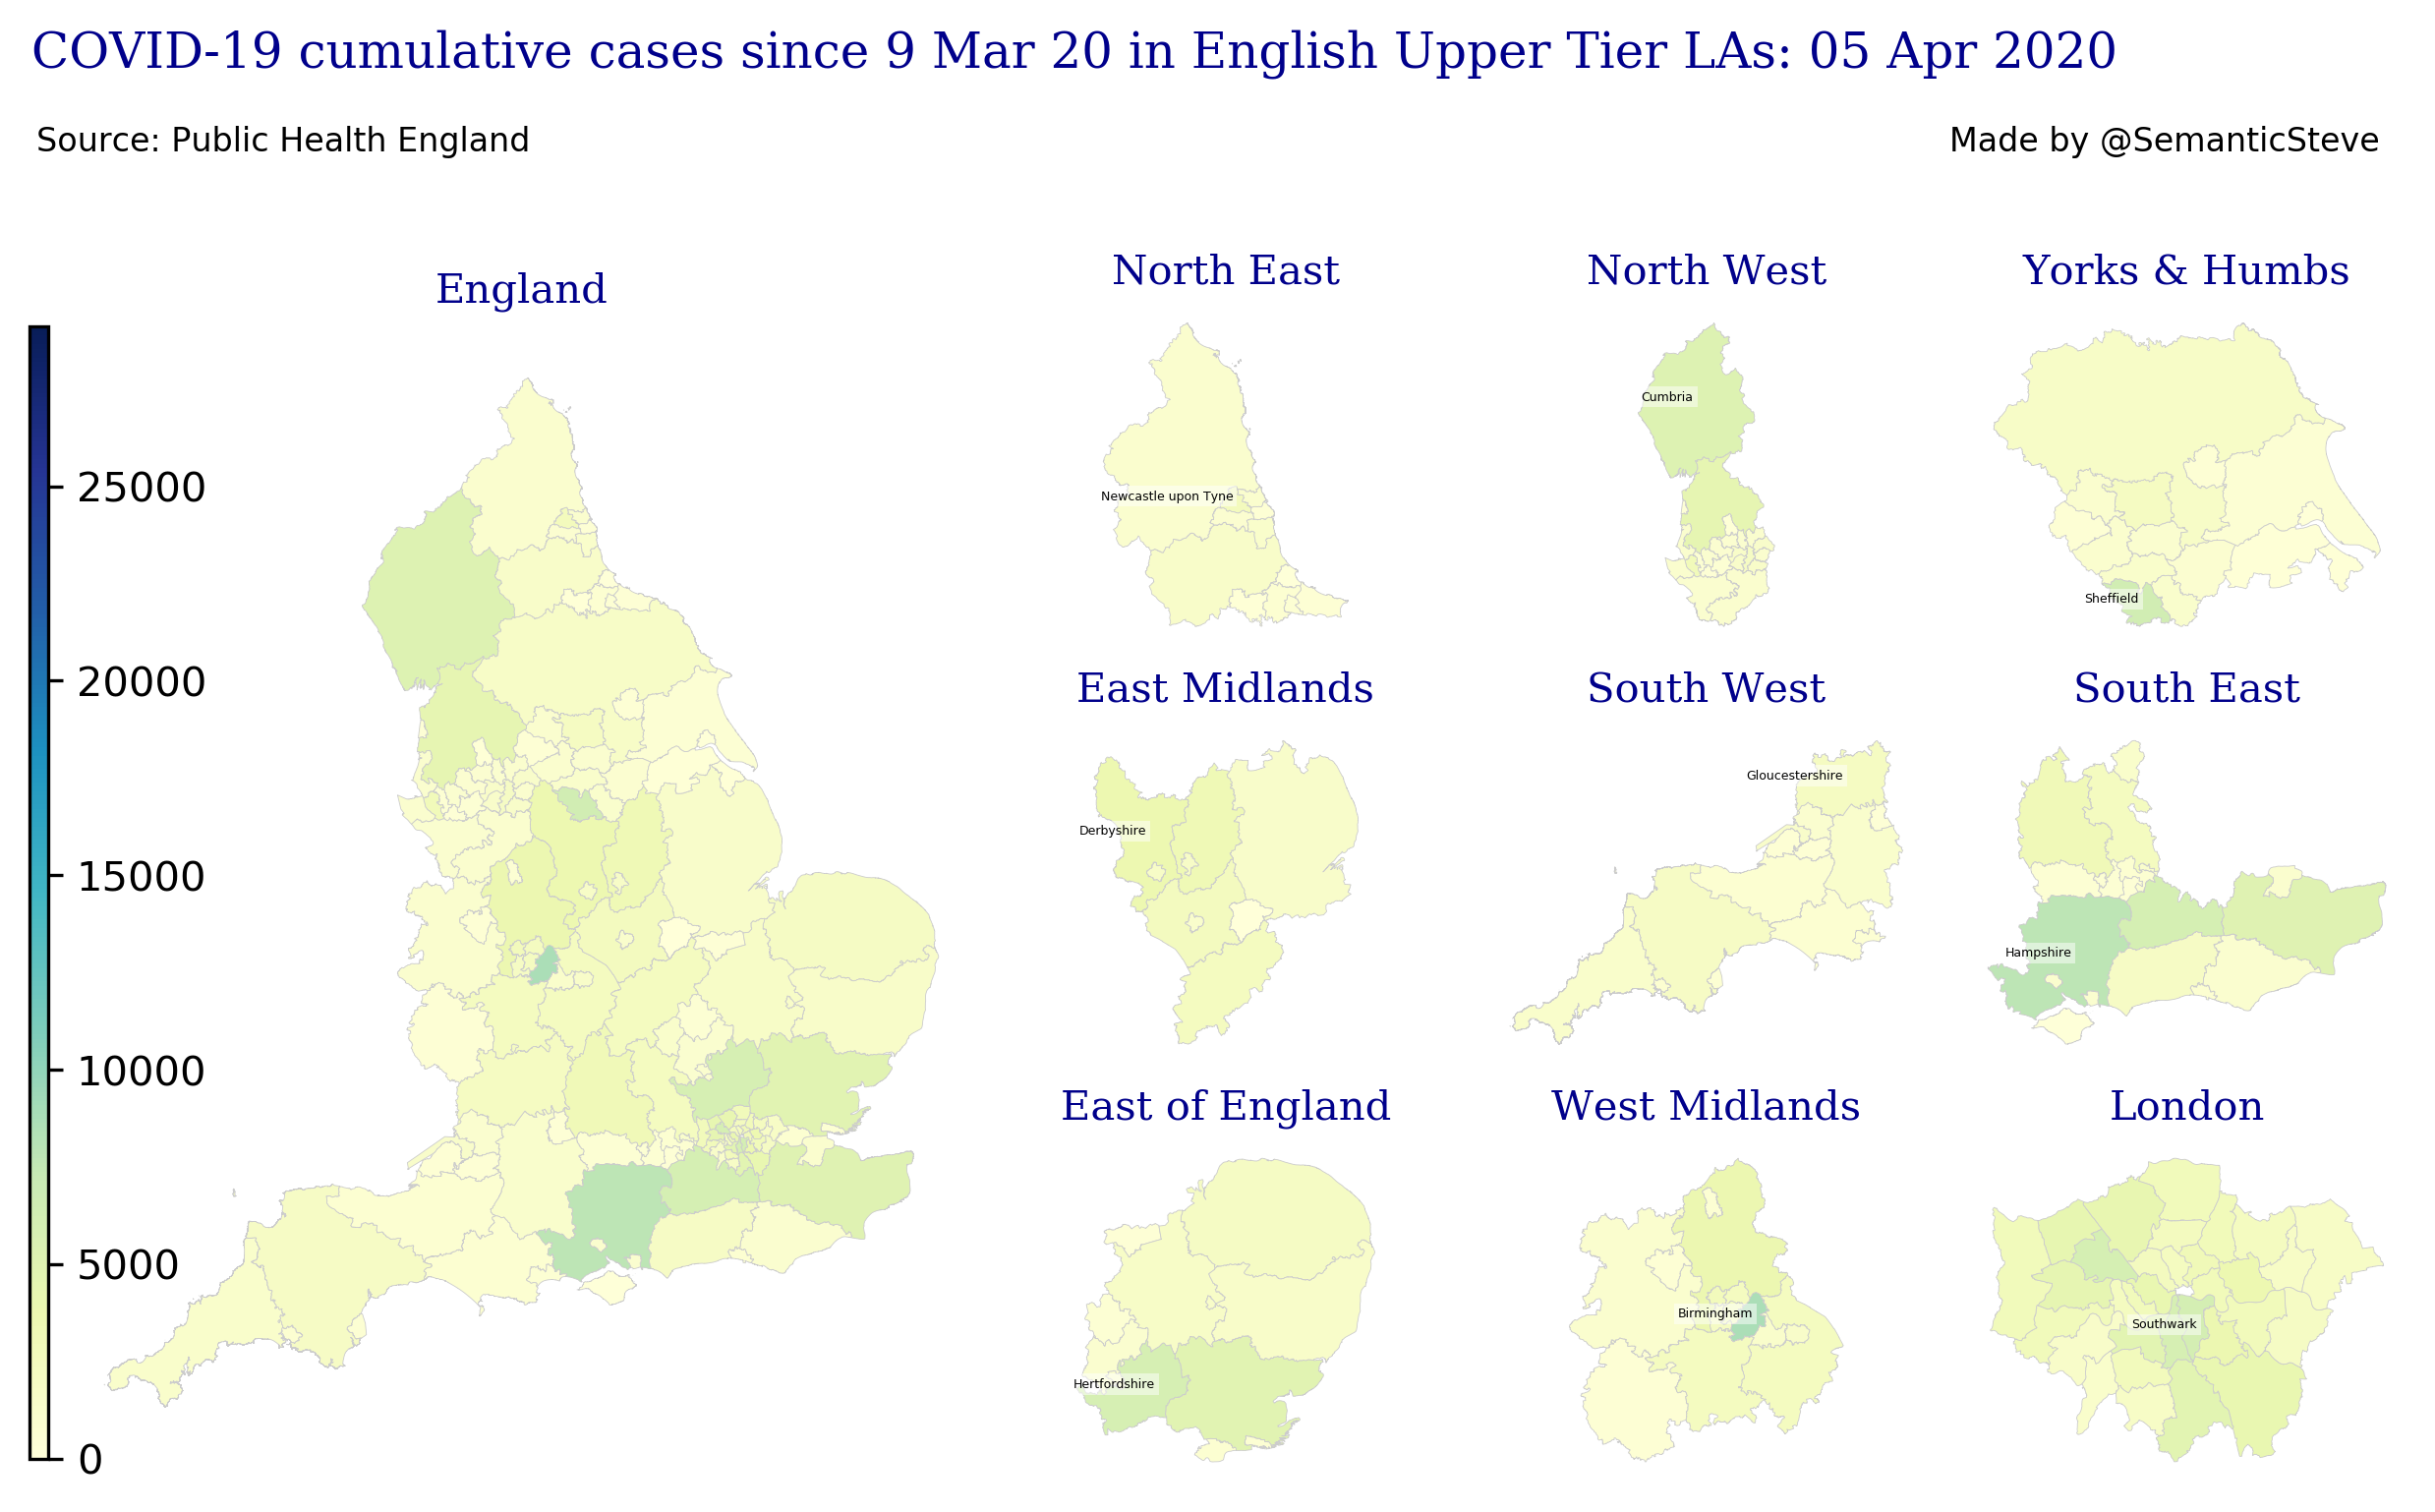 COVID-19 cumulative cases since 9 Mar 20 in English Upper Tier LAs: 05 Apr 2020
Source: Public Health England
Made by @SemanticSteve
England
25000
20000
15000
10000
5000
0
North East
Newcastle upon Tyne
North West
Cumbria
Yorks & Humbs
Sheffield
East Midlands
Derbyshire
South West
Gloucestershire
South East
Hampshire
East of England
Hertfordshire
West Midlands
Birmingham
London
Southwark